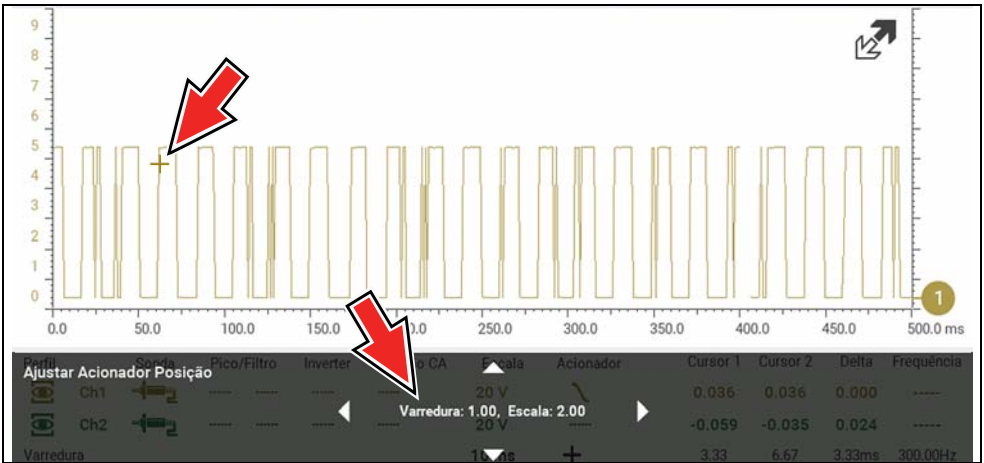 9
8
7
6
5
4
3
2
1
0
1
0.0 50.0 100.0 150.0 250.0 300.0 350.0 400.0 450.0 500.0 ms
Perfil Sonda Pico/Filtro Inverter CA Escala Acionador Cursor 1 Cursor 2 Delta Frequência
Ajustar Acionador Posição
Ch1 ----- ----- ----- ----- 20 V 0.036 0.036 0.000 -----
Varredura: 1.00, Escala: 2.00
Ch2 ----- ----- ----- ----- 20 V ----- -0.059 -0.035 0.024 -----
Varredura 10 ms 3.33 6.67 3.33ms 300.00Hz